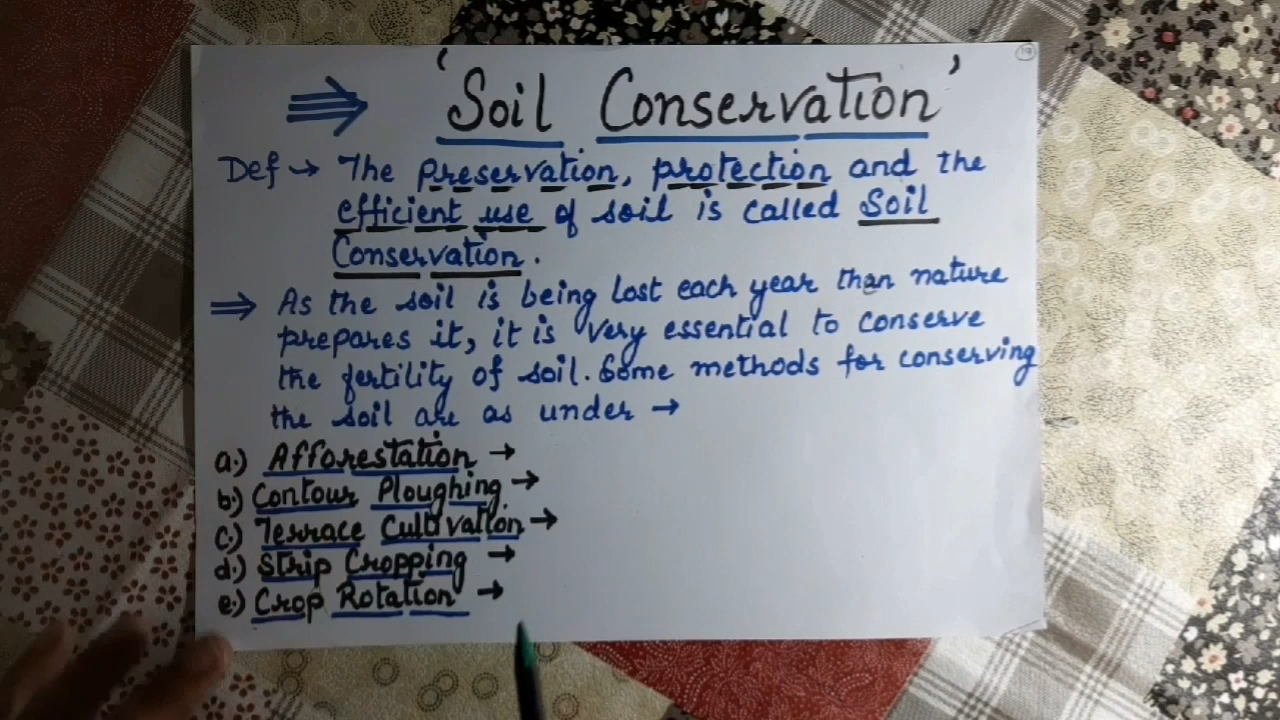 19
⇒ 'Soil Conservation'
Def → The preservation, protection and the
efficient use of soil is called Soil
Conservation.
⇒ As the soil is being lost each year than nature
prepares it, it is very essential to conserve
the fertility of soil. Some methods for conserving
the soil are as under →
a.) Afforestation →
b.) Contour Ploughing →
c.) Terrace Cultivation →
d.) Strip Cropping →
e.) Crop Rotation →